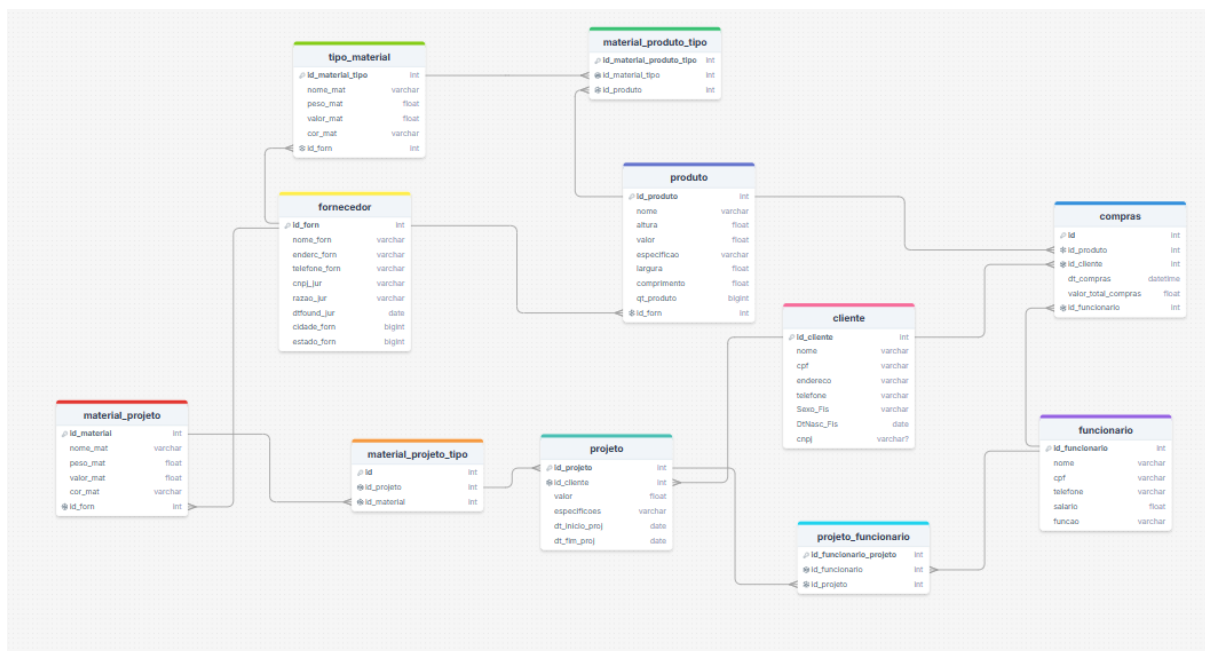 tipo_material
id_material_tipo int
nome_mat varchar
peso_mat float
valor_mat float
cor_mat varchar
id_forn int
material_produto_tipo
id_material_produto_tipo int
id_material_tipo int
id_produto int
fornecedor
id_forn int
nome_forn varchar
enderc_forn varchar
telefone_forn varchar
cnpj_jur varchar
razao_jur varchar
dtfound_jur date
cidade_forn bigint
estado_forn bigint
produto
id_produto int
nome varchar
altura float
valor float
especificao varchar
largura float
comprimento float
qt_produto bigint
id_forn int
compras
id int
id_produto int
id_cliente int
dt_compras datetime
valor_total_compras float
id_funcionario int
cliente
id_cliente int
nome varchar
cpf varchar
endereco varchar
telefone varchar
Sexo_Fis varchar
DtNasc_Fis date
cnpj varchar?
material_projeto
id_material int
nome_mat varchar
peso_mat float
valor_mat float
cor_mat varchar
id_forn int
material_projeto_tipo
id int
id_projeto int
id_material int
projeto
id_projeto int
id_cliente int
valor float
especificoes varchar
dt_inicio_proj date
dt_fim_proj date
funcionario
id_funcionario int
nome varchar
cpf varchar
telefone varchar
salario float
funcao varchar
projeto_funcionario
id_funcionario_projeto int
id_funcionario int
id_projeto int